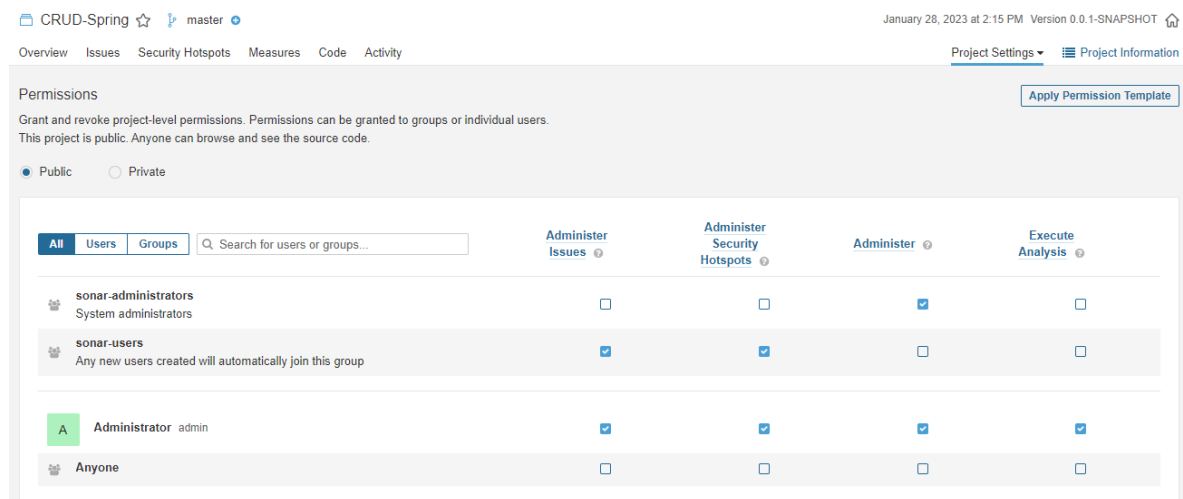 CRUD-Spring master January 28, 2023 at 2:15 PM Version 0.0.1-SNAPSHOT
Overview Issues Security Hotspots Measures Code Activity Project Settings Project Information
Permissions
Apply Permission Template
Grant and revoke project-level permissions. Permissions can be granted to groups or individual users.
This project is public. Anyone can browse and see the source code.
Public Private
All Users Groups Search for users or groups...
Administer
Issues
Administer
Security
Hotspots
Administer
Execute
Analysis
sonar-administrators
System administrators
sonar-users
Any new users created will automatically join this group
A Administrator admin
Anyone